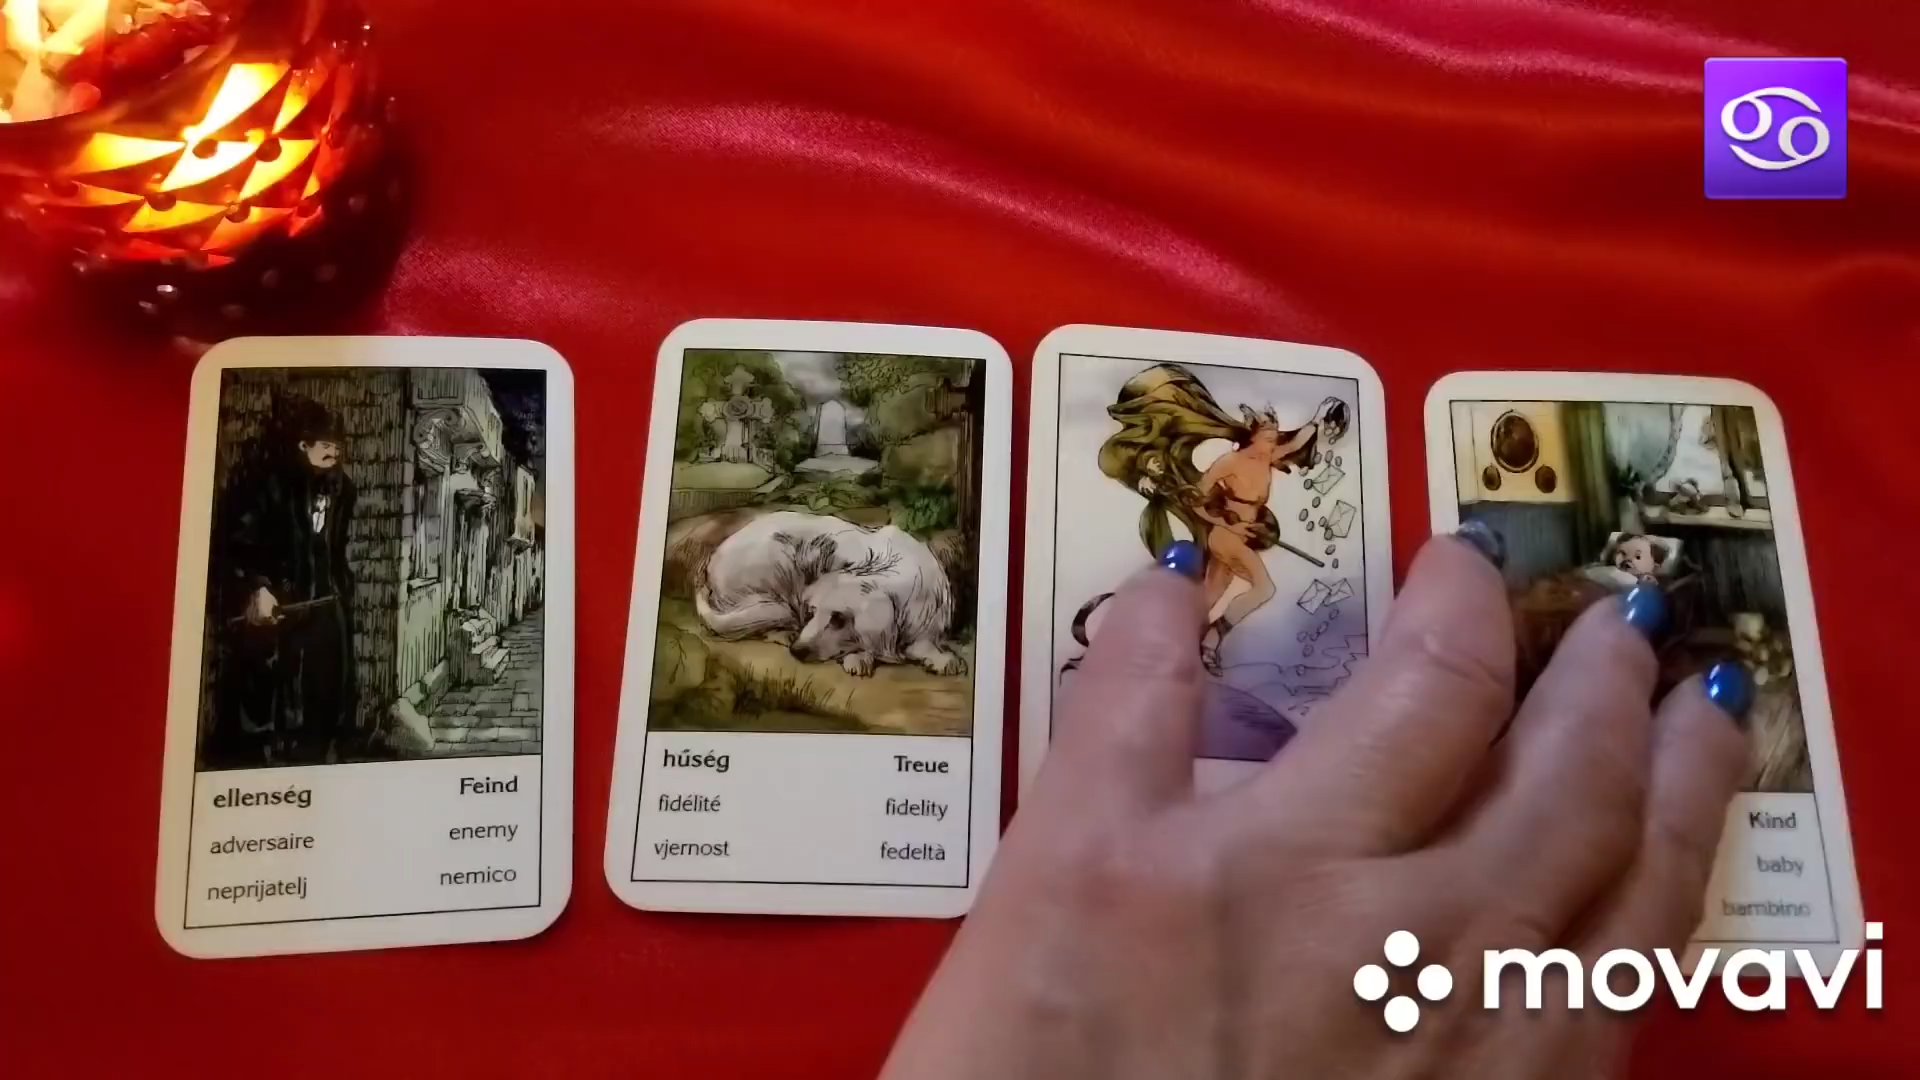 ellenség Feind
adversaire enemy
neprijatelj nemico
hűség Treue
fidélité fidelity
vjernost fedeltà
Kind
baby
bambino
movavi